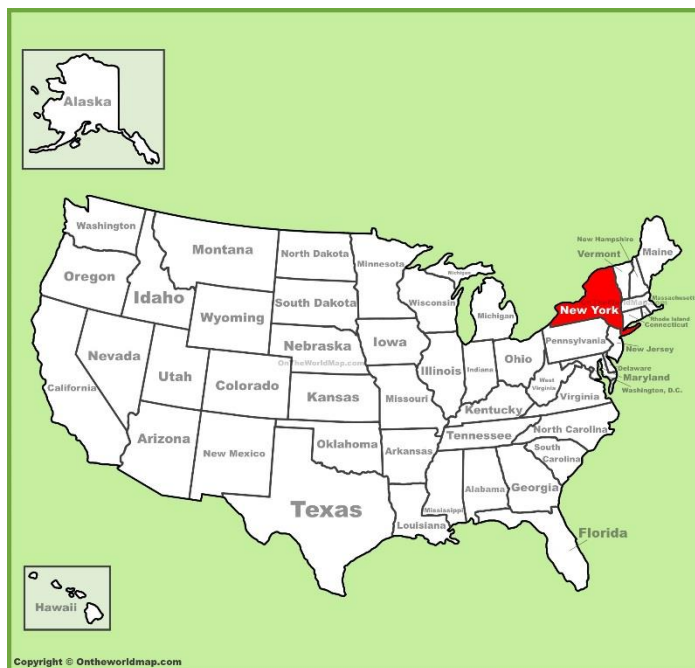 Alaska
Washington
Montana
North Dakota
Minnesota
New Hampshire
Vermont
Maine
Oregon
Idaho
South Dakota
Wisconsin
Michigan
Michigan
Massachusetts
New York
Rhode Island
Connecticut
Wyoming
Nebraska
Iowa
Pennsylvania
New Jersey
Nevada
OnTheWorldMap.com
Illinois
Indiana
Ohio
Delaware
Maryland
Washington, D.C.
California
Utah
Colorado
Kansas
Missouri
West
Virginia
Virginia
Kentucky
Arizona
New Mexico
Oklahoma
Arkansas
Tennessee
North Carolina
South
Carolina
Texas
Louisiana
Mississippi
Alabama
Georgia
Florida
Hawaii
Copyright © Ontheworldmap.com